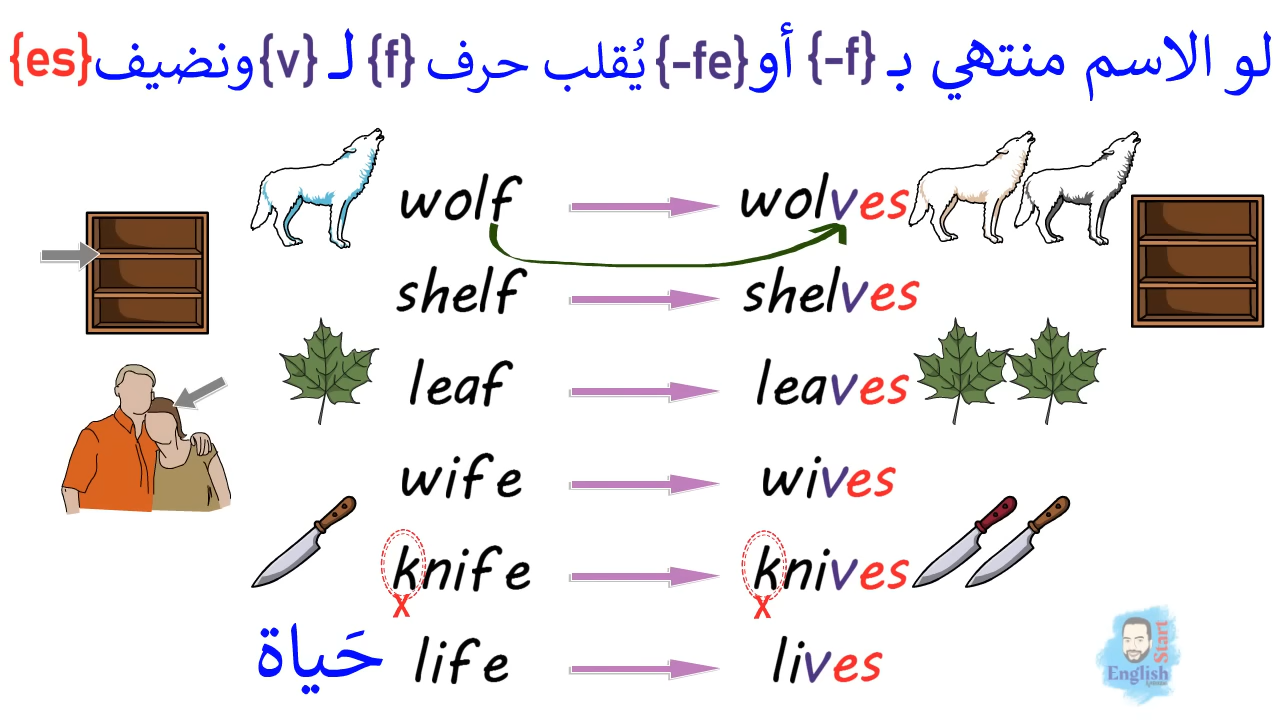 لو الاسم منتهي بـ {-f} أو {-fe} يُقلب حرف {f} لـ {v} ونضيف {es}
wolf wolves
shelf shelves
leaf leaves
wife wives
knife knives
X X
حَياة life lives
English Start